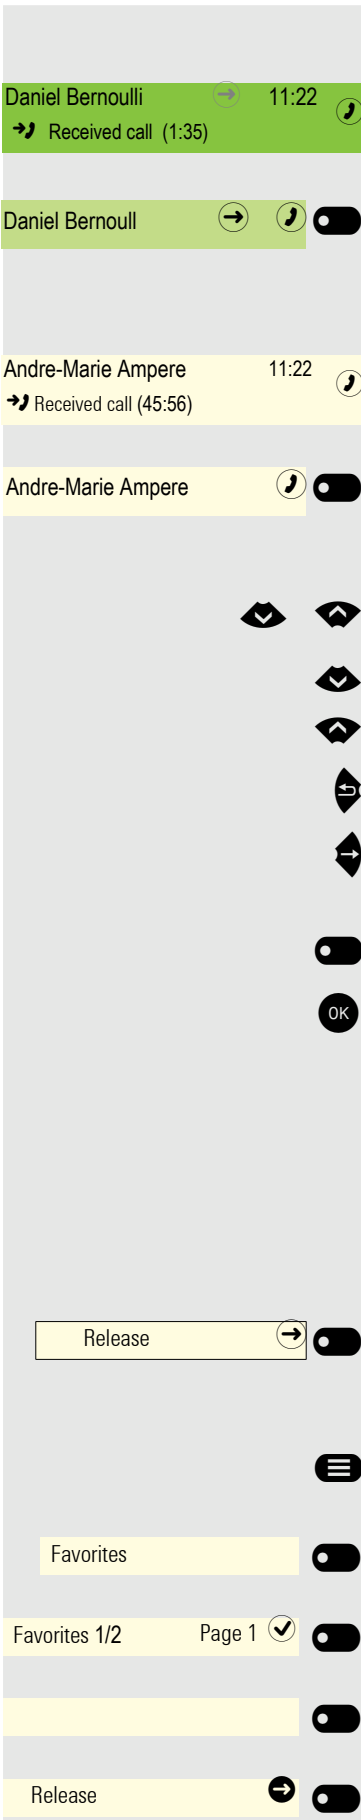 Daniel Bernoulli 11:22
Received call (1:35)
Daniel Bernoull
Andre-Marie Ampere 11:22
Received call (45:56)
Andre-Marie Ampere
OK
Release
Favorites
Favorites 1/2 Page 1
Release